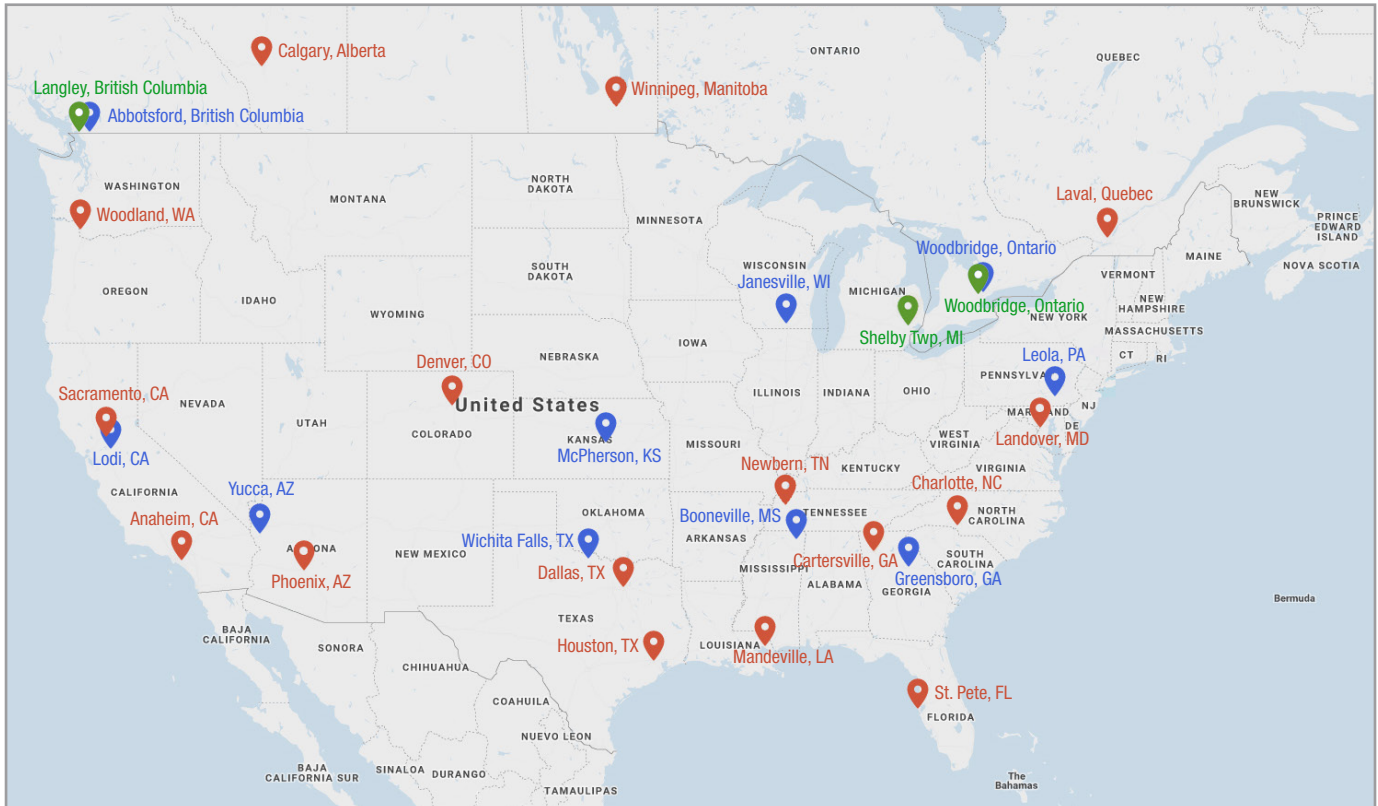 ONTARIO
QUEBEC
Calgary, Alberta
Winnipeg, Manitoba
Langley, British Columbia
Abbotsford, British Columbia
WASHINGTON
NORTH
DAKOTA
MONTANA
MINNESOTA
Laval, Quebec
NEW
BRUNSWICK
PRINCE
EDWARD
ISLAND
Woodland, WA
Woodbridge, Ontario
MAINE
NOVA SCOTIA
WISCONSIN
SOUTH
DAKOTA
VERMONT
Janesville, WI
MICHIGAN
OREGON
IDAHO
Woodbridge, Ontario
NEW
HAMPSHIRE
WYOMING
NEW YORK
MASSACHUSETTS
Shelby Twp, MI
IOWA
NEBRASKA
Leola, PA
CT
RI
Denver, CO
PENNSYLVA
Sacramento, CA
NEVADA
United States
ILLINOIS
INDIANA
OHIO
NJ
MARYLAND
UTAH
COLORADO
KANSAS
MISSOURI
WEST
VIRGINIA
DE
Landover, MD
Lodi, CA
McPherson, KS
Newbern, TN
KENTUCKY
VIRGINIA
Yucca, AZ
CALIFORNIA
Charlotte, NC
Anaheim, CA
OKLAHOMA
Booneville, MS
TENNESSEE
NORTH
CAROLINA
Wichita Falls, TX
ARKANSAS
ARIZONA
NEW MEXICO
Cartersville, GA
SOUTH
CAROLINA
Phoenix, AZ
Dallas, TX
MISSISSIPPI
ALABAMA
Greensboro, GA
GEORGIA
Bermuda
TEXAS
BAJA
CALIFORNIA
SONORA
Houston, TX
LOUISIANA
Mandeville, LA
CHIHUAHUA
St. Pete, FL
COAHUILA
FLORIDA
NUEVO LEON
BAJA
CALIFORNIA SUR
SINALOA
DURANGO
The
Bahamas
TAMAULIPAS